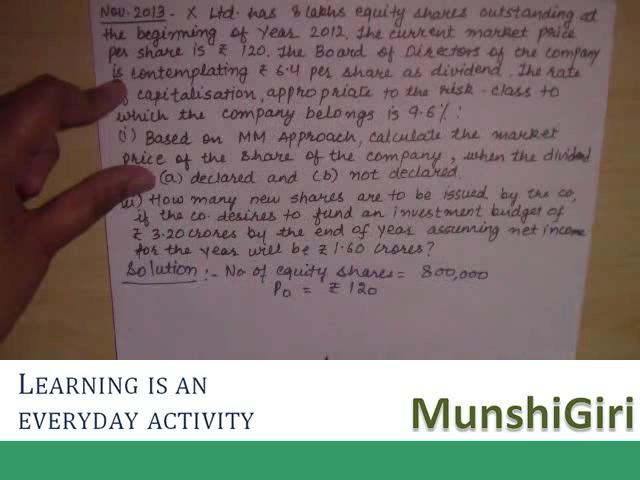 Nov. 2013 - X Ltd. has 8 lakhs equity shares outstanding at
the beginning of Year 2012. The current market price
per share is ₹ 120. The Board of Directors of the company
is contemplating ₹ 6.4 per share as dividend. The rate
capitalisation, appropriate to the risk-class to
which the company belongs is 9.6% :
(i) Based on MM Approach, calculate the market
price of the share of the company, when the dividend
(a) declared and (b) not declared.
(ii) How many new shares are to be issued by the co,
if the co. desires to fund an investment budget of
₹ 3.20 crores by the end of year assuming net income
for the year will be ₹ 1.60 crores?
Solution :- No of equity shares = 800,000
P0 = ₹ 120
LEARNING IS AN
EVERYDAY ACTIVITY
MunshiGiri